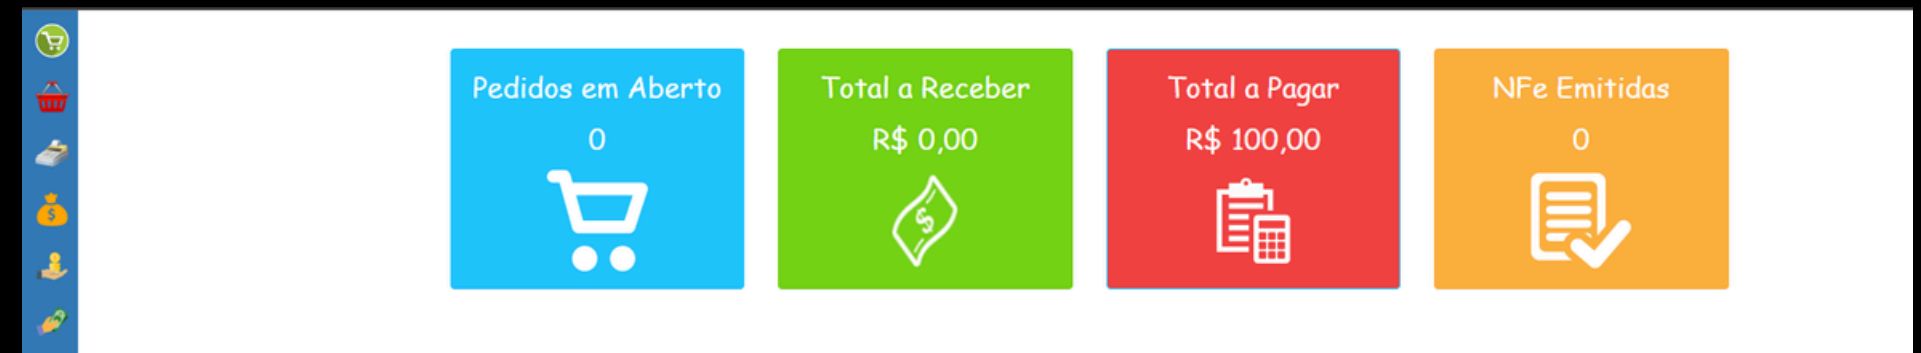 Pedidos em Aberto
0
Total a Receber
R$ 0,00
Total a Pagar
R$ 100,00
NFe Emitidas
0